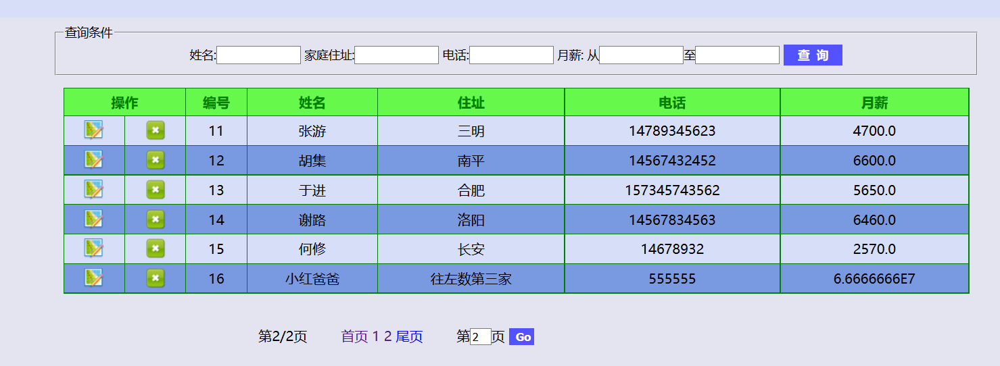 查询条件
姓名: 家庭住址: 电话: 月薪: 从 至 查 询
操作 编号 姓名 住址 电话 月薪
11 张游 三明 14789345623 4700.0
12 胡集 南平 14567432452 6600.0
13 于进 合肥 157345743562 5650.0
14 谢路 洛阳 14567834563 6460.0
15 何修 长安 14678932 2570.0
16 小红爸爸 往左数第三家 555555 6.6666666E7
第2/2页 首页 1 2 尾页 第2页 Go